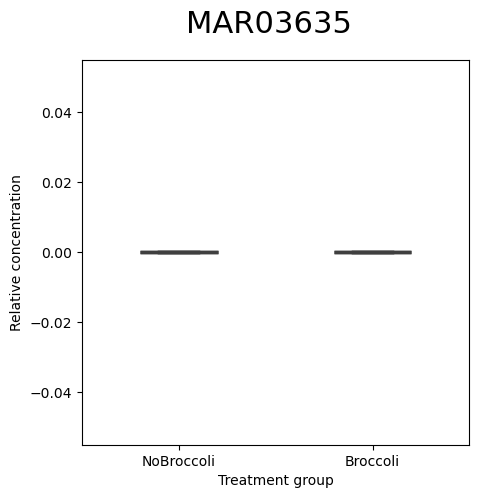 MAR03635
Relative concentration
0.04
0.02
0.00
−0.02
−0.04
NoBroccoli
Broccoli
Treatment group